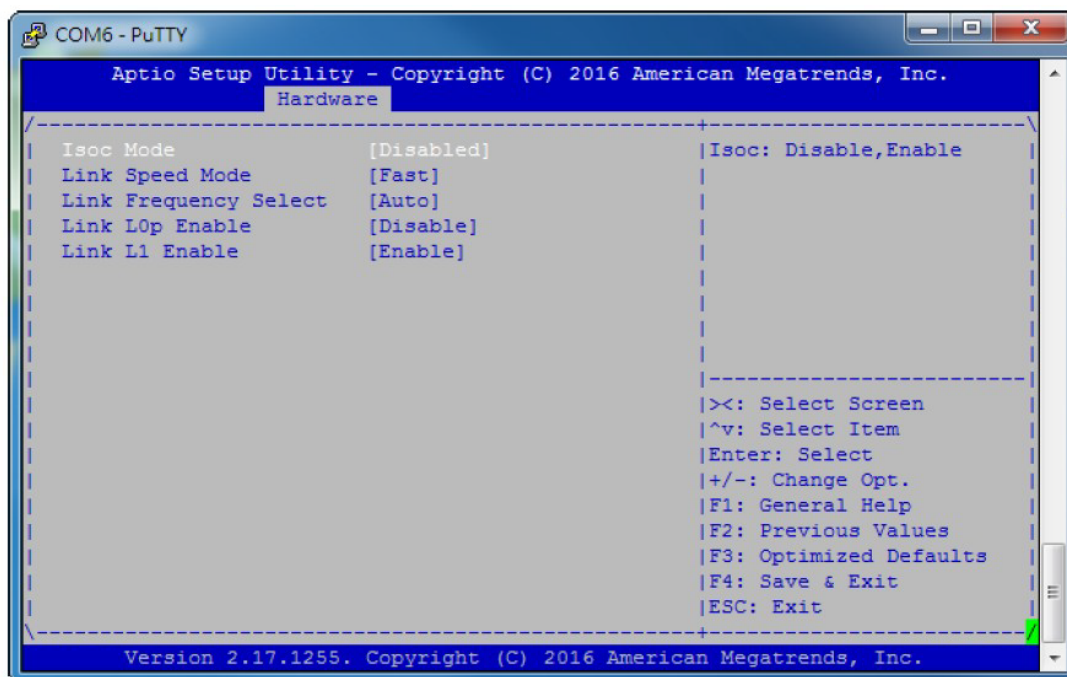 COM6 - PuTTY
Aptio Setup Utility - Copyright (C) 2016 American Megatrends, Inc.
Hardware
/----------------------------------------------------+-------------------------\
| Isoc Mode [Disabled] |Isoc: Disable,Enable |
| Link Speed Mode [Fast] | |
| Link Frequency Select [Auto] | |
| Link L0p Enable [Disable] | |
| Link L1 Enable [Enable] | |
|-------------------------|
|><: Select Screen |
|^v: Select Item |
|Enter: Select |
|+/-: Change Opt. |
|F1: General Help |
|F2: Previous Values |
|F3: Optimized Defaults |
|F4: Save & Exit |
|ESC: Exit |
\----------------------------------------------------+-------------------------/
Version 2.17.1255. Copyright (C) 2016 American Megatrends, Inc.